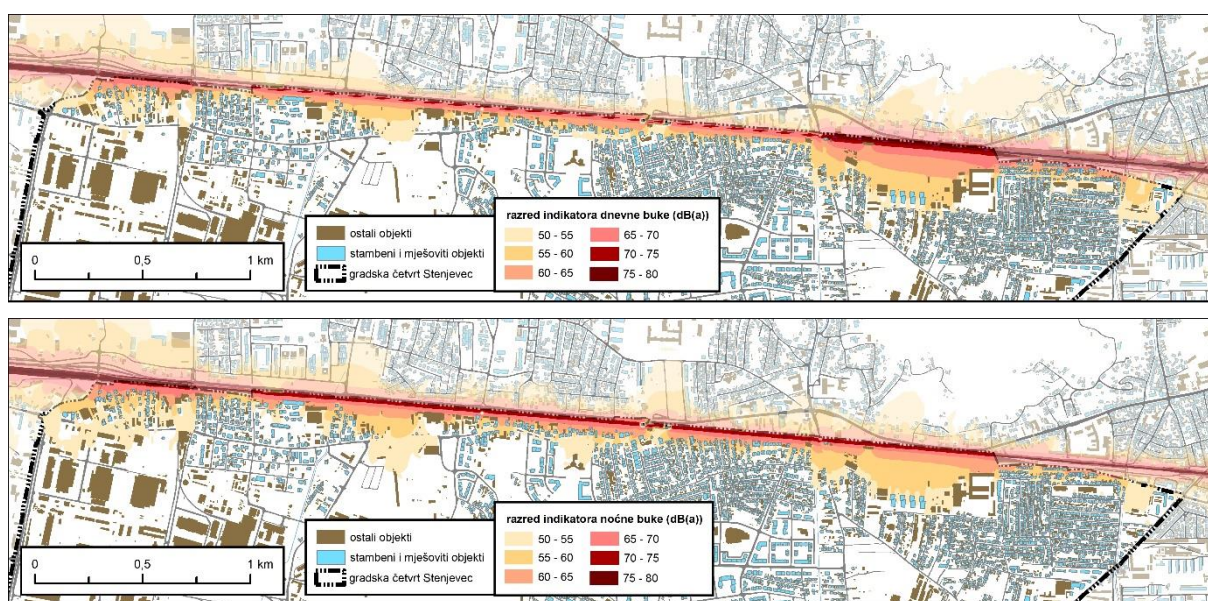 razred indikatora dnevne buke (dB(a))
50 - 55
65 - 70
55 - 60
70 - 75
60 - 65
75 - 80
ostali objekti
stambeni i mješoviti objekti
gradska četvrt Stenjevec
0
0,5
1 km
razred indikatora noćne buke (dB(a))
50 - 55
65 - 70
55 - 60
70 - 75
60 - 65
75 - 80
ostali objekti
stambeni i mješoviti objekti
gradska četvrt Stenjevec
0
0,5
1 km